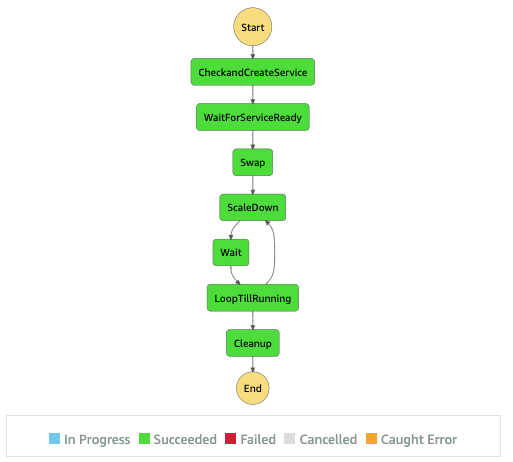 Start
CheckandCreateService
WaitForServiceReady
Swap
ScaleDown
Wait
LoopTillRunning
Cleanup
End
In Progress Succeeded Failed Cancelled Caught Error